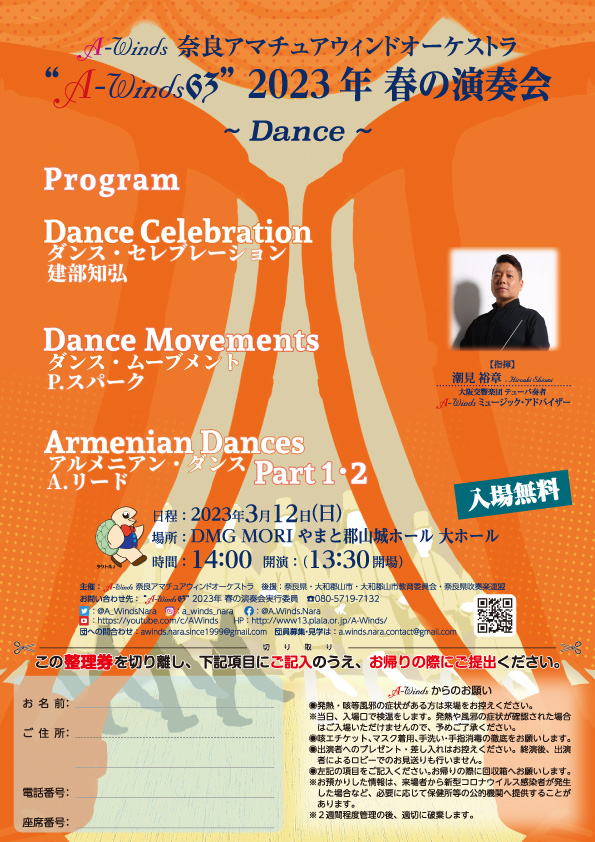 A-Winds 奈良アマチュアウィンドオーケストラ
“A-Winds63” 2023年 春の演奏会
~ Dance ~
Program
Dance Celebration
ダンス・セレブレーション
建部知弘
Dance Movements
ダンス・ムーブメント
P.スパーク
Armenian Dances
アルメニアン・ダンス Part 1・2
A.リード
【指揮】
潮見 裕章 . Hiroaki Shiomi
大阪交響楽団 テューバ奏者
A-Winds ミュージック・アドバイザー
入場無料
日程:2023年3月12日(日)
場所:DMG MORI やまと郡山城ホール 大ホール
時間:14:00 開演:(13:30開場)
タクトルJr
主催: A-Winds 奈良アマチュアウィンドオーケストラ 後援:奈良県・大和郡山市・大和郡山市教育委員会・奈良県吹奏楽連盟
お問い合わせ先: “A-Winds63” 2023年 春の演奏会実行委員 ☎080-5719-7132
:@A_WindsNara :a_winds_nara :@A.Winds.Nara
:https://youtube.com/c/AWinds HP:http://www13.plala.or.jp/A-Winds/
団への問合わせ:awinds.nara.since1999@gmail.com 団員募集・見学は:a.winds.nara.contact@gmail.com
切り取り
この整理券を切り離し、下記項目にご記入のうえ、お帰りの際にご提出ください。
お名前:
ご住所:
電話番号:
座席番号:
A-Winds からのお願い
◉発熱・咳等風邪の症状がある方は来場をお控えください。
※当日、入場口で検温をします。発熱や風邪の症状が確認された場合
はご入場いただけませんので、予めご了承ください。
◉咳エチケット、マスク着用、手洗い・手指消毒の徹底をお願いします。
◉出演者へのプレゼント・差し入れはお控えください。終演後、出演
者によるロビーでのお見送りも行いません。
◉左記の項目をご記入ください。お帰りの際に回収箱へお願いします。
※お預かりした情報は、来場者から新型コロナウイルス感染者が発生
した場合など、必要に応じて保健所等の公的機関へ提供することが
あります。
※2週間程度管理の後、適切に破棄します。